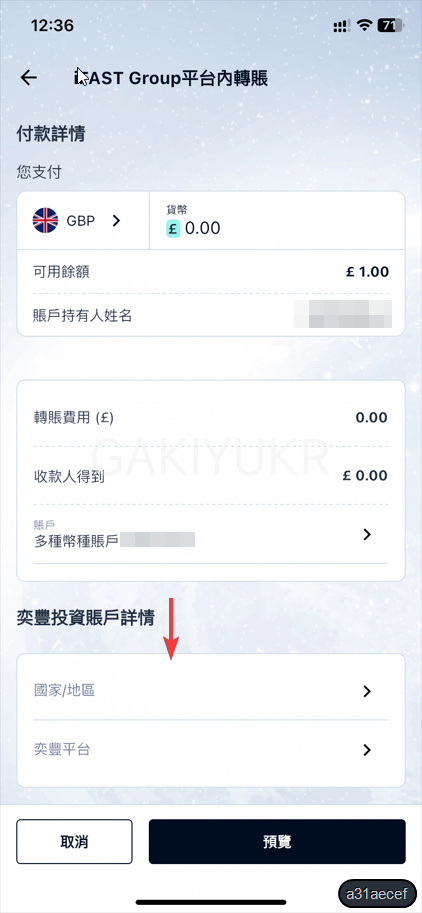 12:36
71
iFAST Group平台內轉賬
付款詳情
您支付
GBP
貨幣
£ 0.00
可用餘額
£ 1.00
賬戶持有人姓名
轉賬費用 (£)
0.00
GAKIYUKR
收款人得到
£ 0.00
賬戶
多種幣種賬戶
奕豐投資賬戶詳情
國家/地區
奕豐平台
取消
預覽
a31aecef